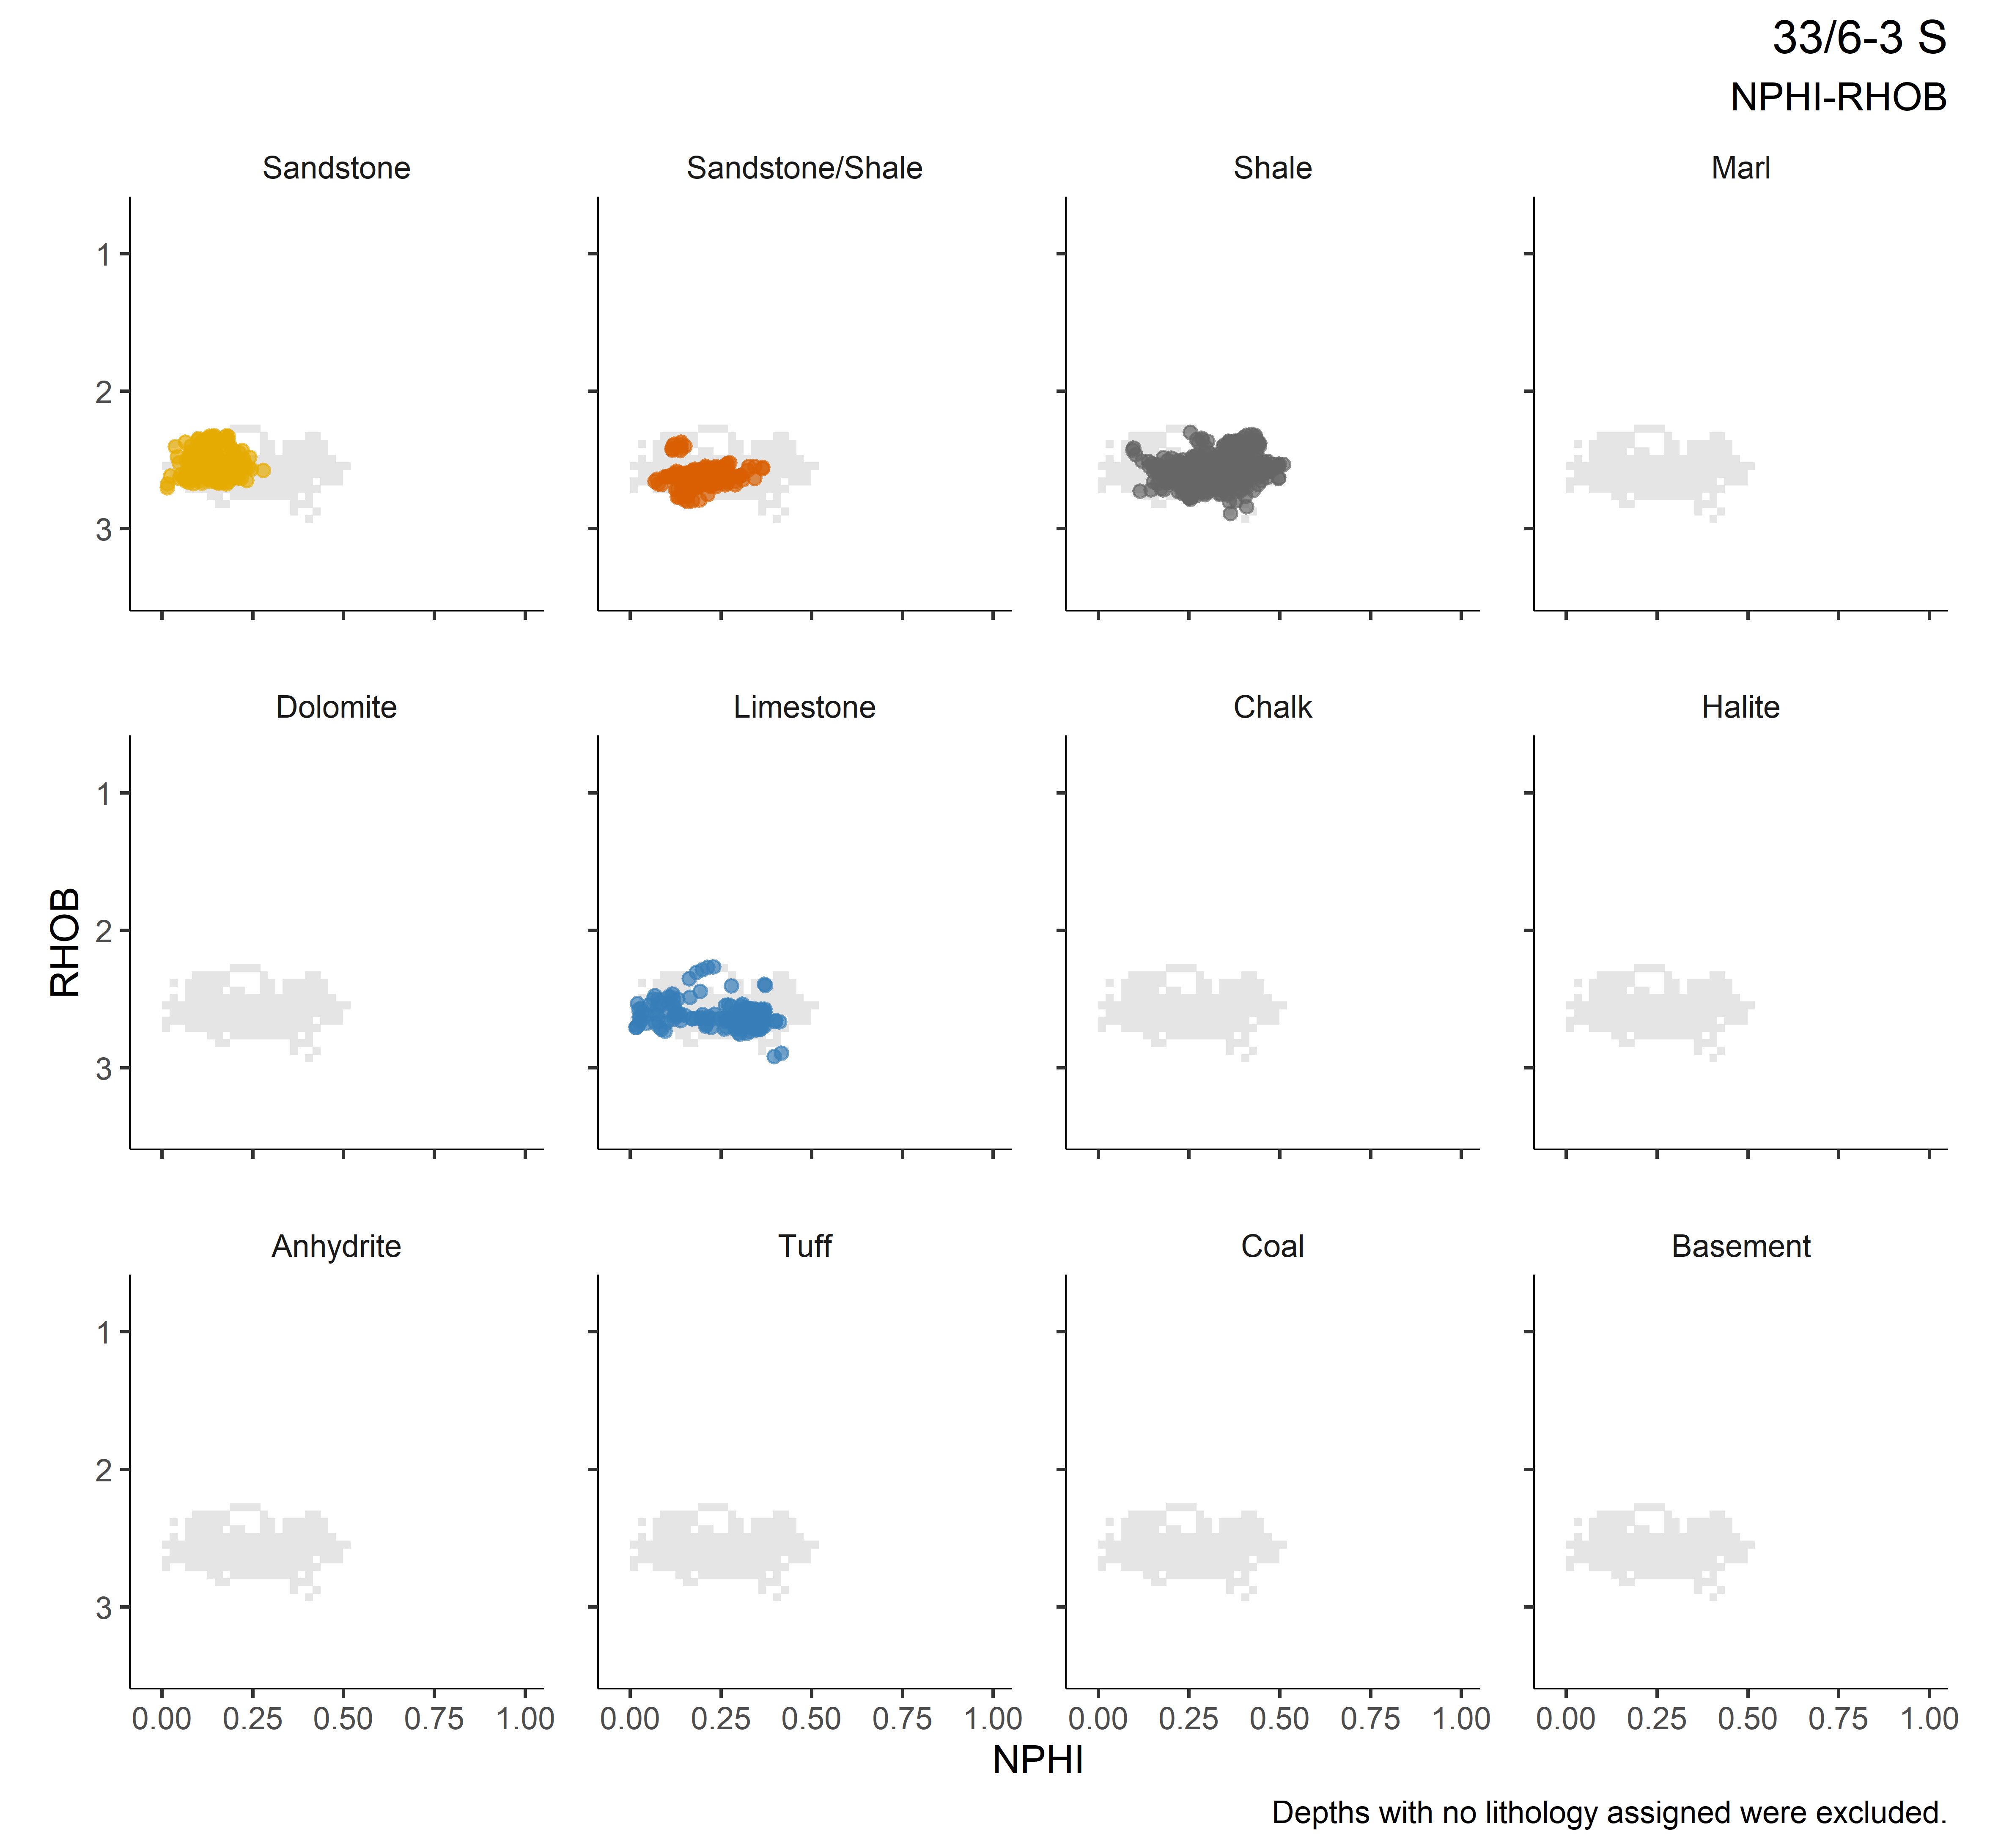 33/6-3 S
NPHI-RHOB
Sandstone Sandstone/Shale Shale Marl
1
2
3
Dolomite Limestone Chalk Halite
1
2
3
RHOB
Anhydrite Tuff Coal Basement
1
2
3
0.00 0.25 0.50 0.75 1.00 0.00 0.25 0.50 0.75 1.00 0.00 0.25 0.50 0.75 1.00 0.00 0.25 0.50 0.75 1.00
NPHI
Depths with no lithology assigned were excluded.